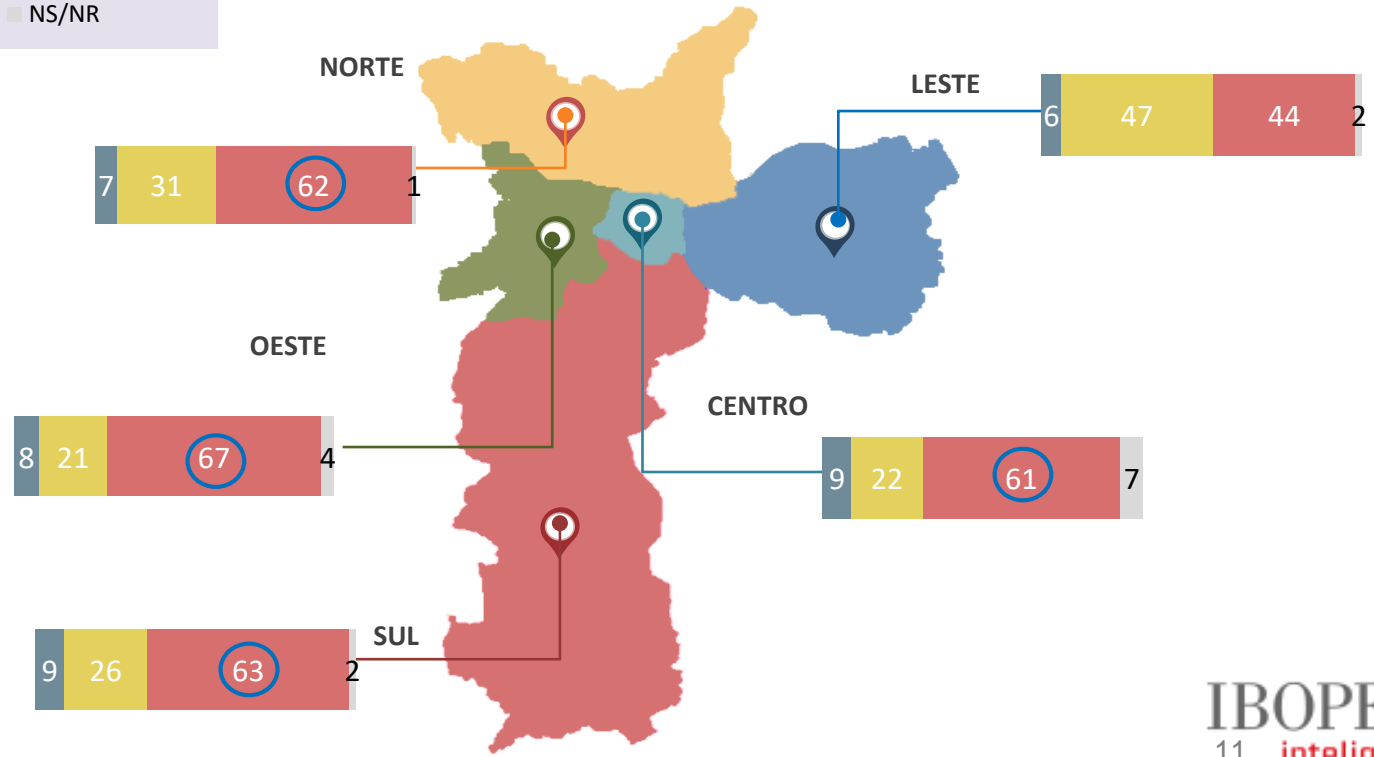 NS/NR
NORTE
LESTE
6 47 44 2
7 31 62 1
OESTE
CENTRO
8 21 67 4
9 22 61 7
SUL
9 26 63 2
IBOPE
11